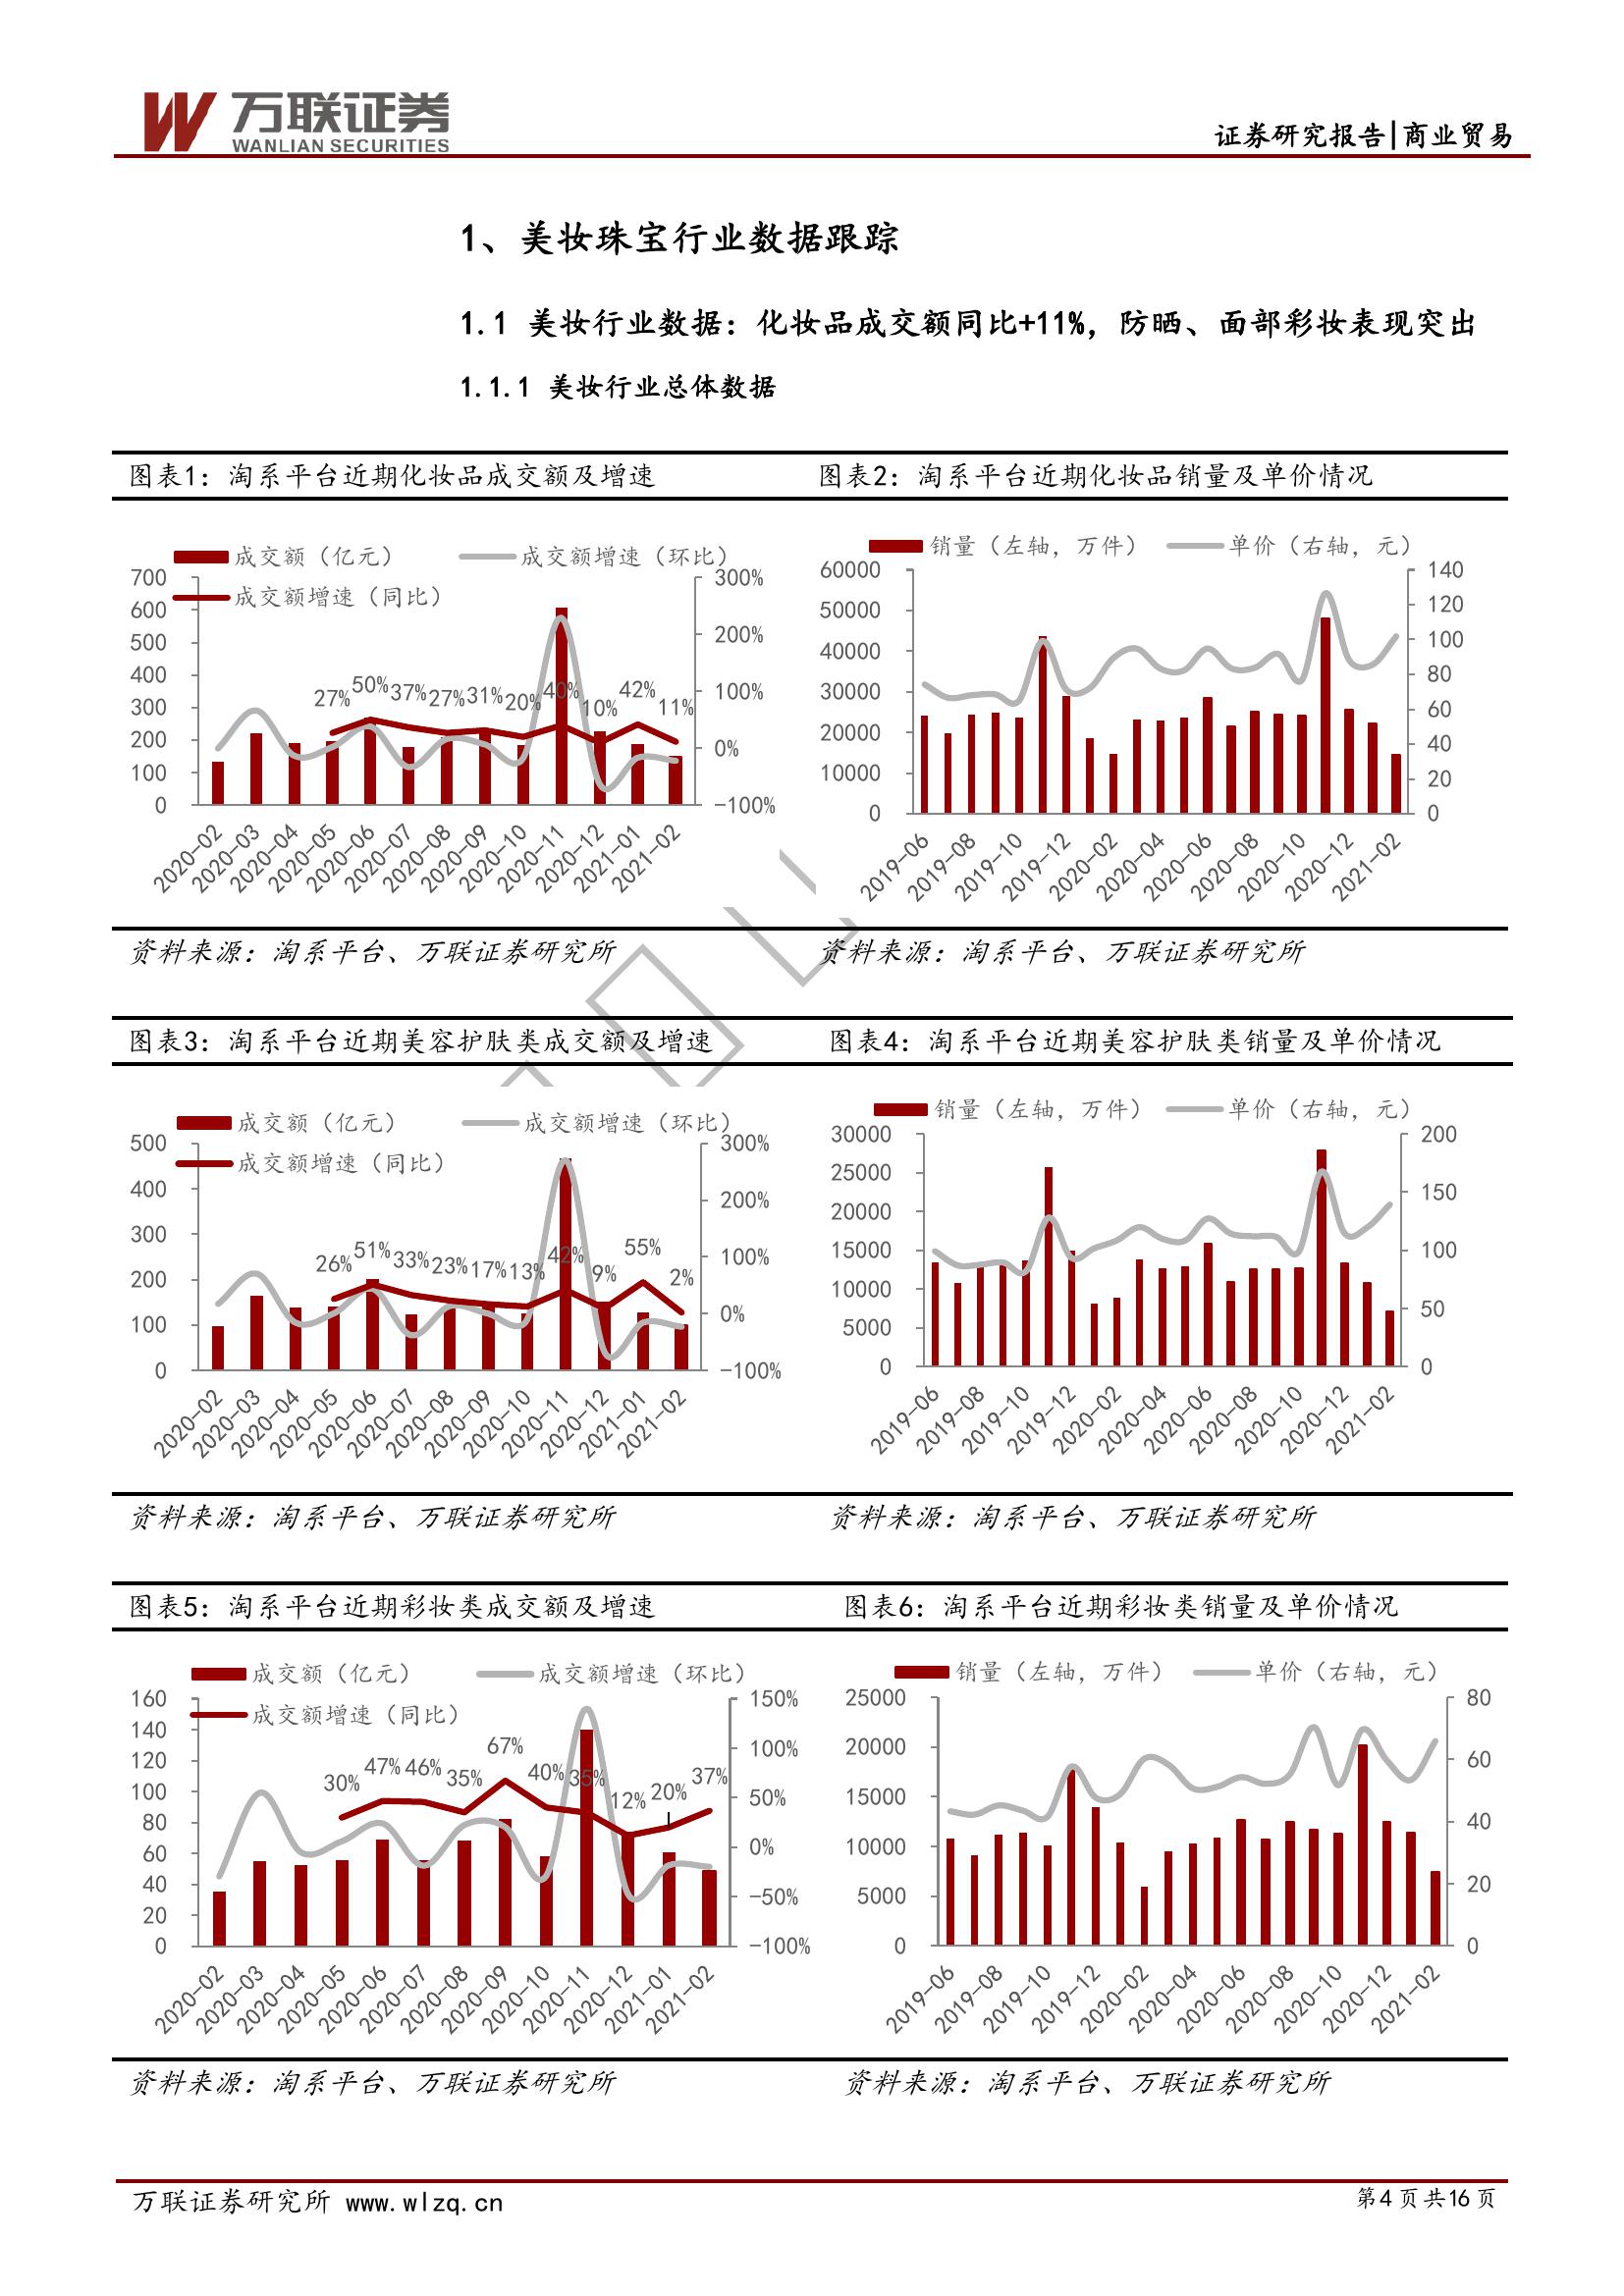 万联证券
WANLIAN SECURITIES
证券研究报告|商业贸易
1、美妆珠宝行业数据跟踪
1.1 美妆行业数据：化妆品成交额同比+11%，防晒、面部彩妆表现突出
1.1.1 美妆行业总体数据
图表1：淘系平台近期化妆品成交额及增速
成交额（亿元）
成交额增速（环比）
成交额增速（同比）
700
600
500
400
300
200
100
0
300%
200%
100%
0%
-100%
27% 50% 37% 27% 31% 20% 40% 10% 42% 11%
2020-02 2020-03 2020-04 2020-05 2020-06 2020-07 2020-08 2020-09 2020-10 2020-11 2020-12 2021-01 2021-02
资料来源：淘系平台、万联证券研究所
图表2：淘系平台近期化妆品销量及单价情况
销量（左轴，万件）
单价（右轴，元）
60000
50000
40000
30000
20000
10000
0
140
120
100
80
60
40
20
0
2019-06 2019-08 2019-10 2019-12 2020-02 2020-04 2020-06 2020-08 2020-10 2020-12 2021-02
资料来源：淘系平台、万联证券研究所
图表3：淘系平台近期美容护肤类成交额及增速
成交额（亿元）
成交额增速（环比）
成交额增速（同比）
500
400
300
200
100
0
300%
200%
100%
0%
-100%
26% 51% 33% 23% 17% 13% 42% 9% 55% 2%
2020-02 2020-03 2020-04 2020-05 2020-06 2020-07 2020-08 2020-09 2020-10 2020-11 2020-12 2021-01 2021-02
资料来源：淘系平台、万联证券研究所
图表4：淘系平台近期美容护肤类销量及单价情况
销量（左轴，万件）
单价（右轴，元）
30000
25000
20000
15000
10000
5000
0
200
150
100
50
0
2019-06 2019-08 2019-10 2019-12 2020-02 2020-04 2020-06 2020-08 2020-10 2020-12 2021-02
资料来源：淘系平台、万联证券研究所
图表5：淘系平台近期彩妆类成交额及增速
成交额（亿元）
成交额增速（环比）
成交额增速（同比）
160
140
120
100
80
60
40
20
0
150%
100%
50%
0%
-50%
-100%
30% 47% 46% 35% 67% 40% 35% 12% 20% 37%
2020-02 2020-03 2020-04 2020-05 2020-06 2020-07 2020-08 2020-09 2020-10 2020-11 2020-12 2021-01 2021-02
资料来源：淘系平台、万联证券研究所
图表6：淘系平台近期彩妆类销量及单价情况
销量（左轴，万件）
单价（右轴，元）
25000
20000
15000
10000
5000
0
80
60
40
20
0
2019-06 2019-08 2019-10 2019-12 2020-02 2020-04 2020-06 2020-08 2020-10 2020-12 2021-02
资料来源：淘系平台、万联证券研究所
万联证券研究所 www.wlzq.cn
第4页共16页